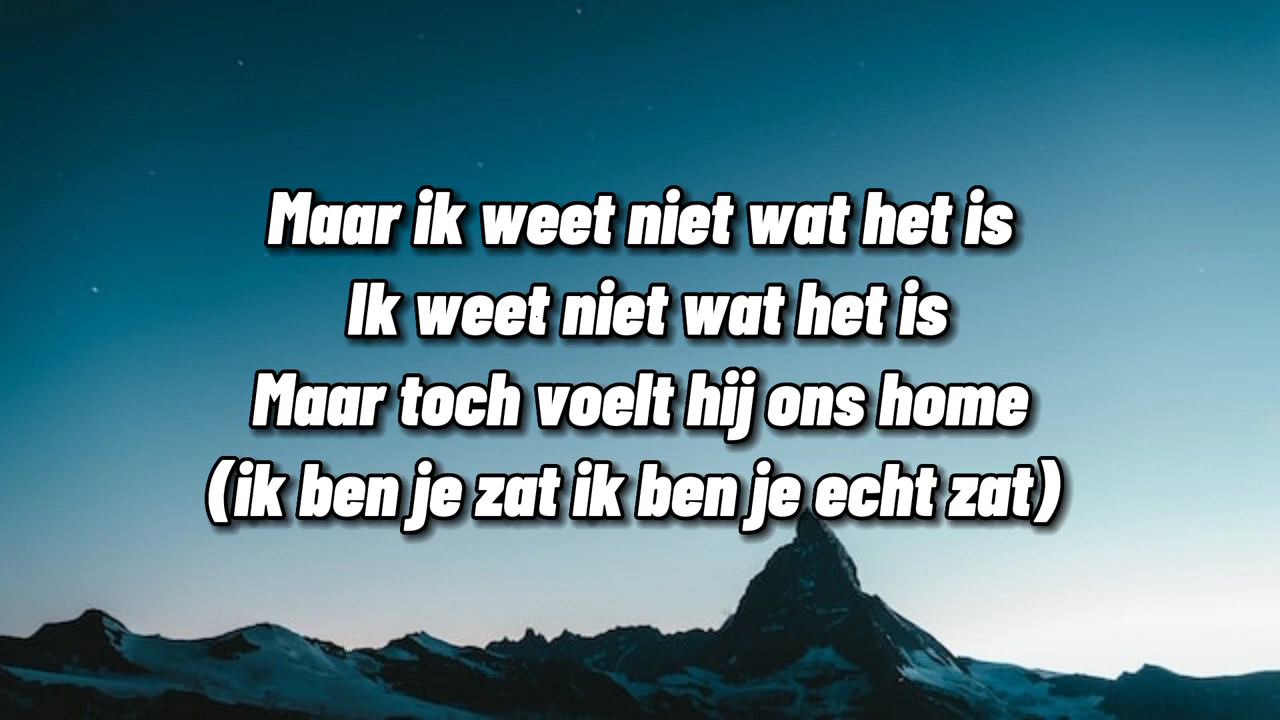 Maar ik weet niet wat het is
Ik weet niet wat het is
Maar toch voelt hij ons home
(ik ben je zat ik ben je echt zat)